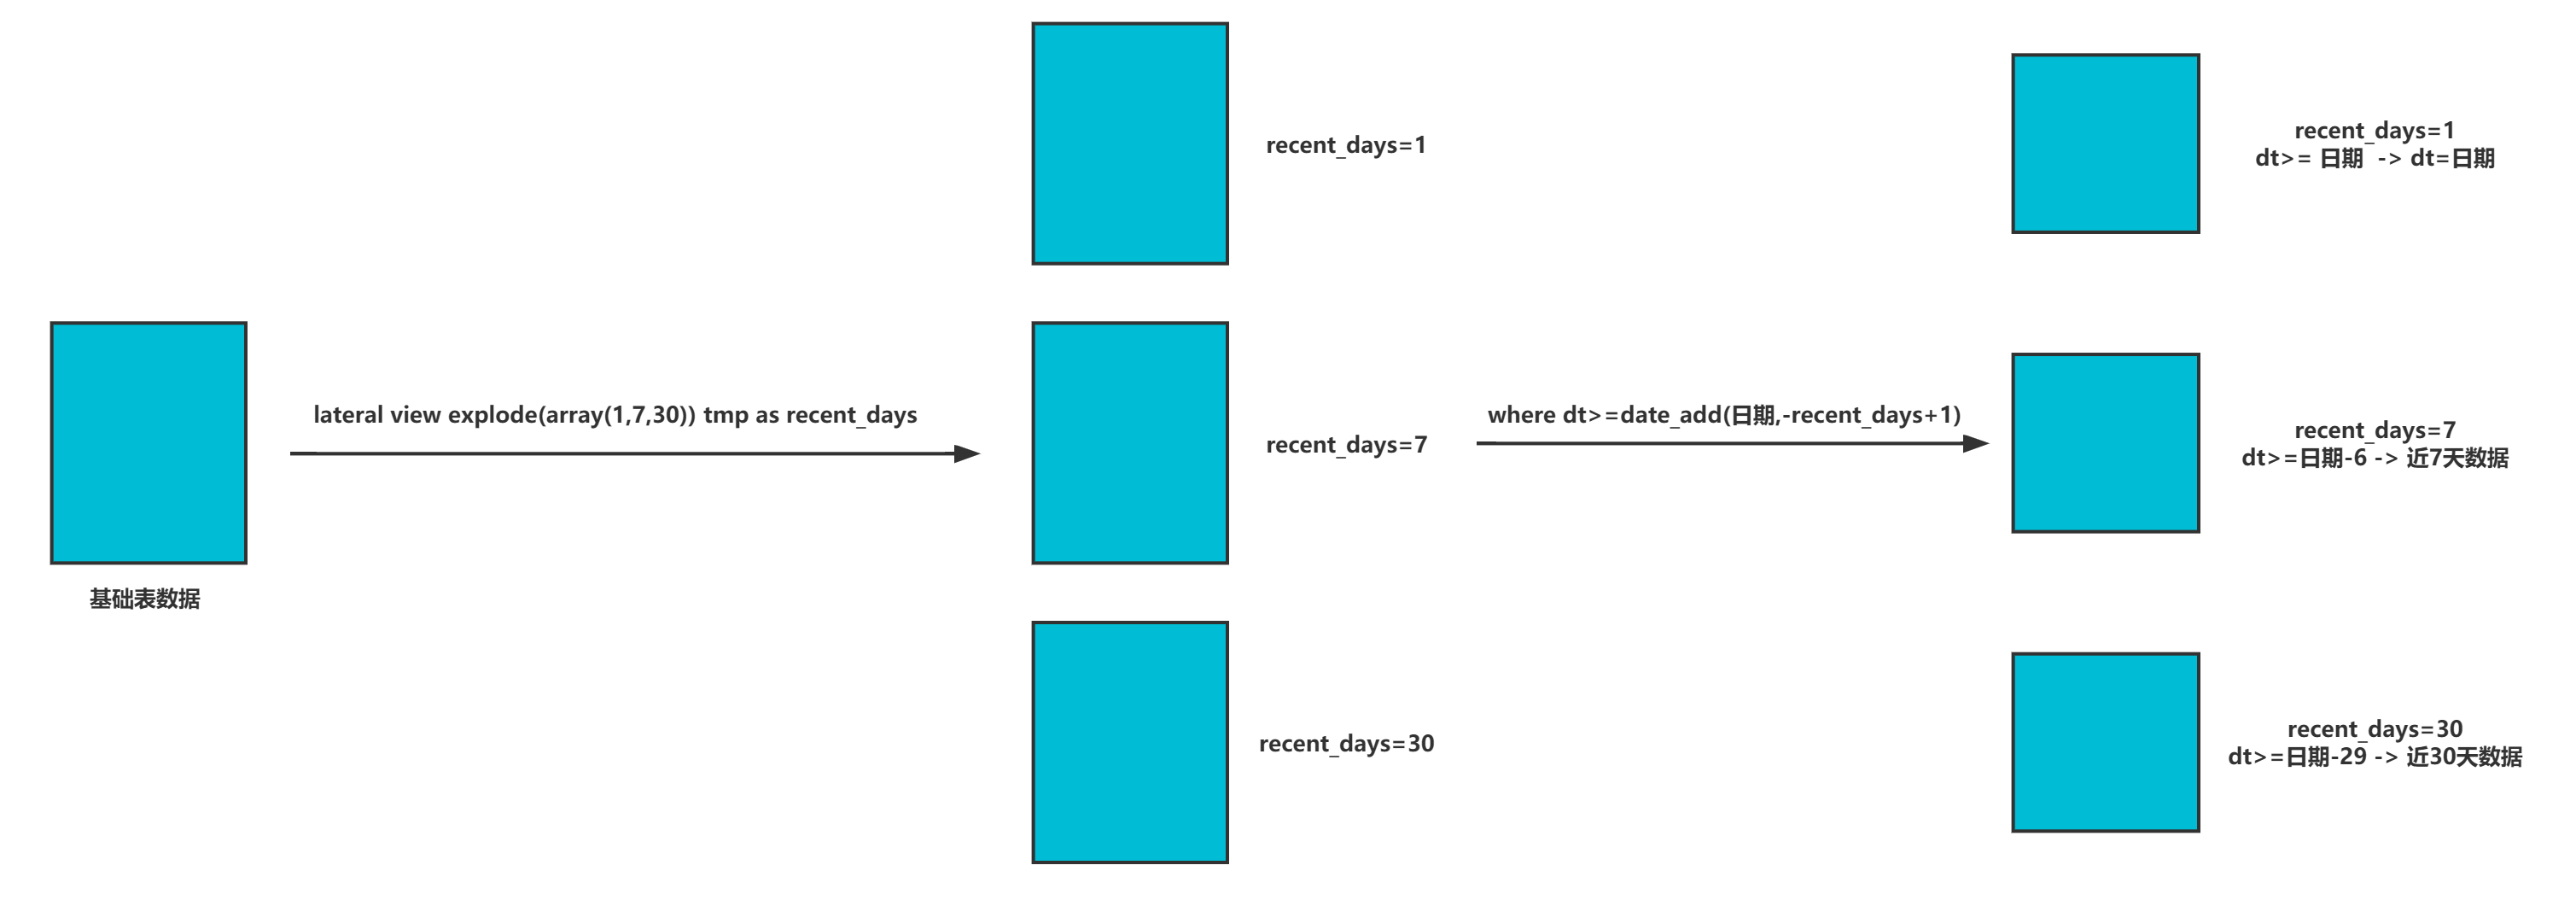 基础表数据
lateral view explode(array(1,7,30)) tmp as recent_days
recent_days=1
recent_days=7
recent_days=30
where dt>=date_add(日期,-recent_days+1)
recent_days=1
dt>= 日期  -> dt=日期
recent_days=7
dt>=日期-6 -> 近7天数据
recent_days=30
dt>=日期-29 -> 近30天数据